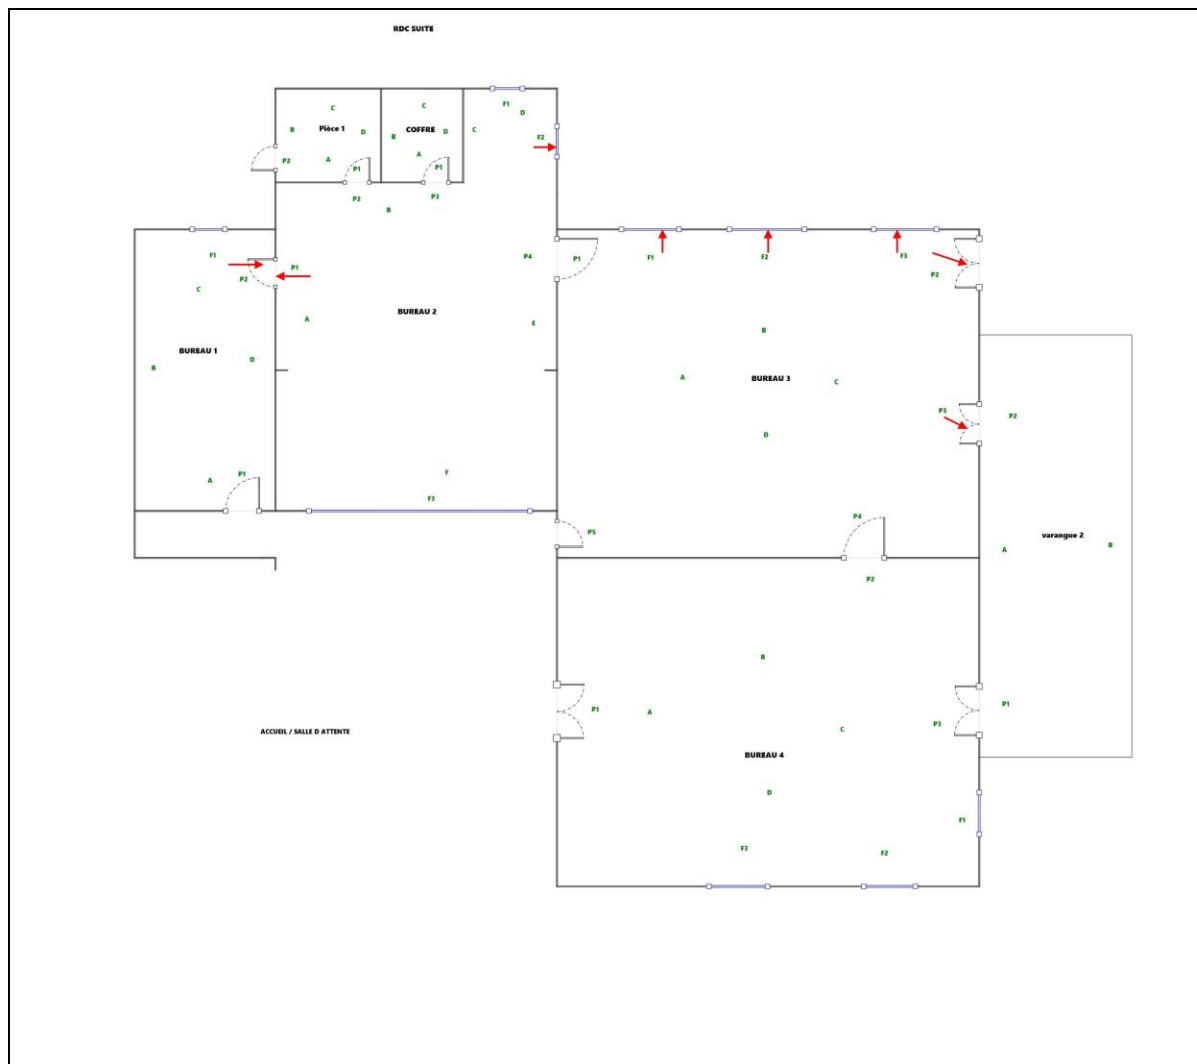 RDC SUITE
C C F1 D
B Pièce 1 D B COFFRE D C
F2
P2 A P1 A P1
P2 P3
B
F1 P1 P4 P1 F1 F2 F3
P2 P2
C
A BUREAU 2 E B
BUREAU 1 D
B A BUREAU 3 C
P3 P2
D
A P1 F
F3
P4
P5 varangue 2
A B
P2
B
P1 A P1
ACCUEIL / SALLE D ATTENTE C P3
BUREAU 4
D
F1
F3 F2